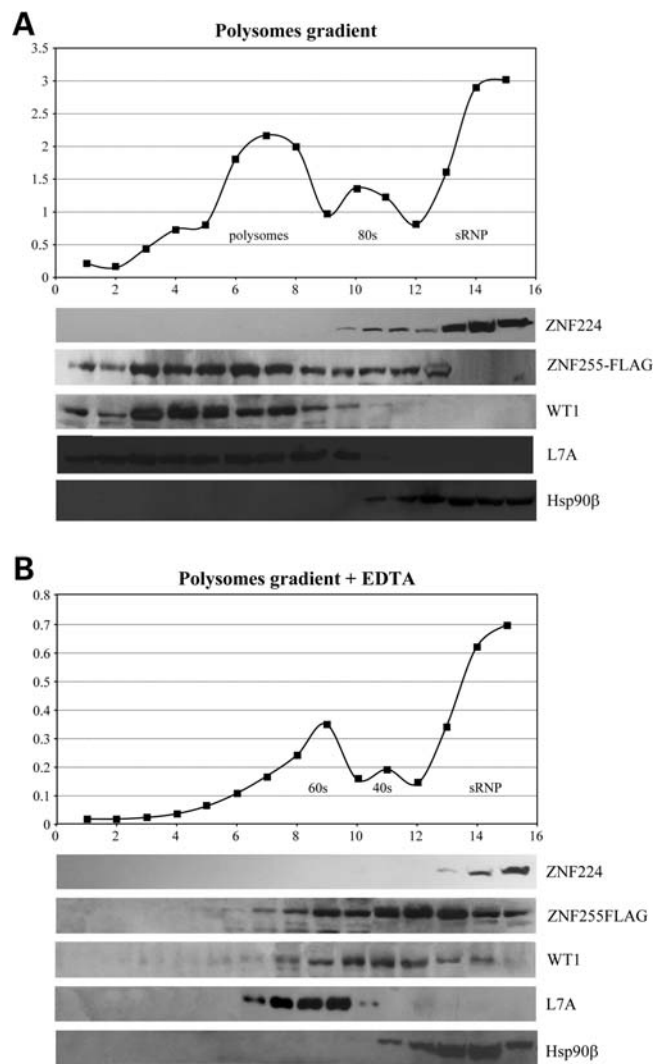 A
Polysomes gradient
3.5
3
2.5
2
1.5
1
0.5
0
polysomes 80s sRNP
0 2 4 6 8 10 12 14 16
ZNF224
ZNF255-FLAG
WT1
L7A
Hsp90β
B
Polysomes gradient + EDTA
0.8
0.7
0.6
0.5
0.4
0.3
0.2
0.1
0
60s 40s sRNP
0 2 4 6 8 10 12 14 16
ZNF224
ZNF255FLAG
WT1
L7A
Hsp90β